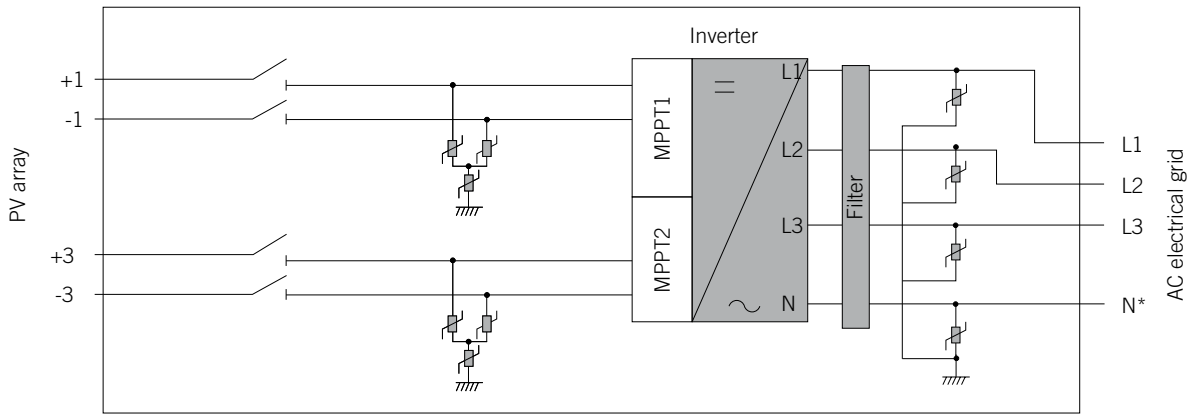 Inverter
PV array
+1
-1
+3
-3
MPPT1
MPPT2
L1
L2
L3
N
Filter
L1
L2
L3
N*
AC electrical grid